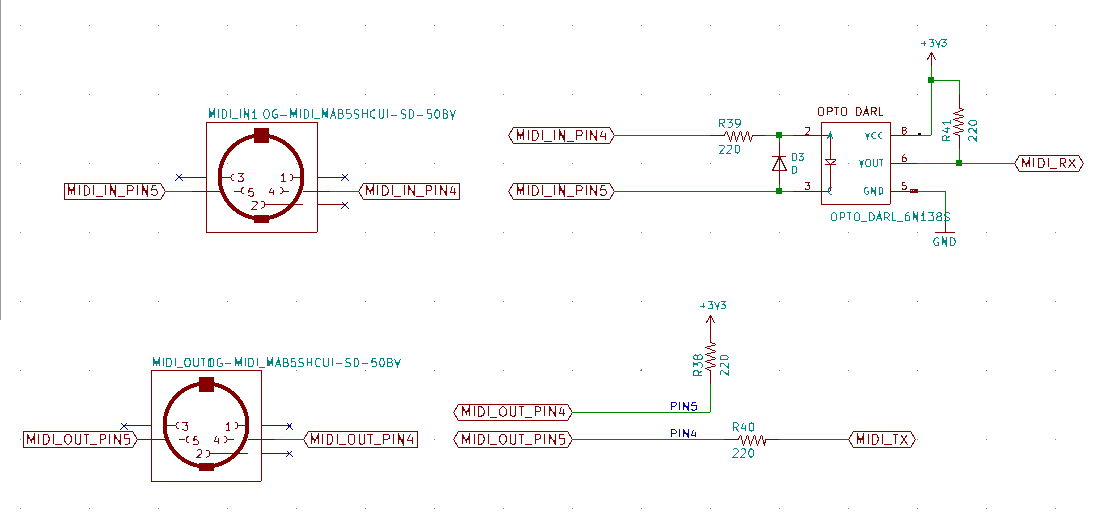 +3V3
MIDI_IN1 OG-MIDI_MAB5SHCUI-SD-50BV
OPTO DARL
MIDI_IN_PIN4
R39
220
2
VCC
8
R41
220
D3
D
3
1
VOUT
6
MIDI_RX
MIDI_IN_PIN5
5
4
MIDI_IN_PIN4
MIDI_IN_PIN5
3
GND
5
2
OPTO_DARL_6N138S
GND
+3V3
R38
220
MIDI_OUT1 OG-MIDI_MAB5SHCUI-SD-50BV
MIDI_OUT_PIN4
PIN5
3
1
MIDI_OUT_PIN5
5
4
MIDI_OUT_PIN4
MIDI_OUT_PIN5
PIN4
R40
220
MIDI_TX
2